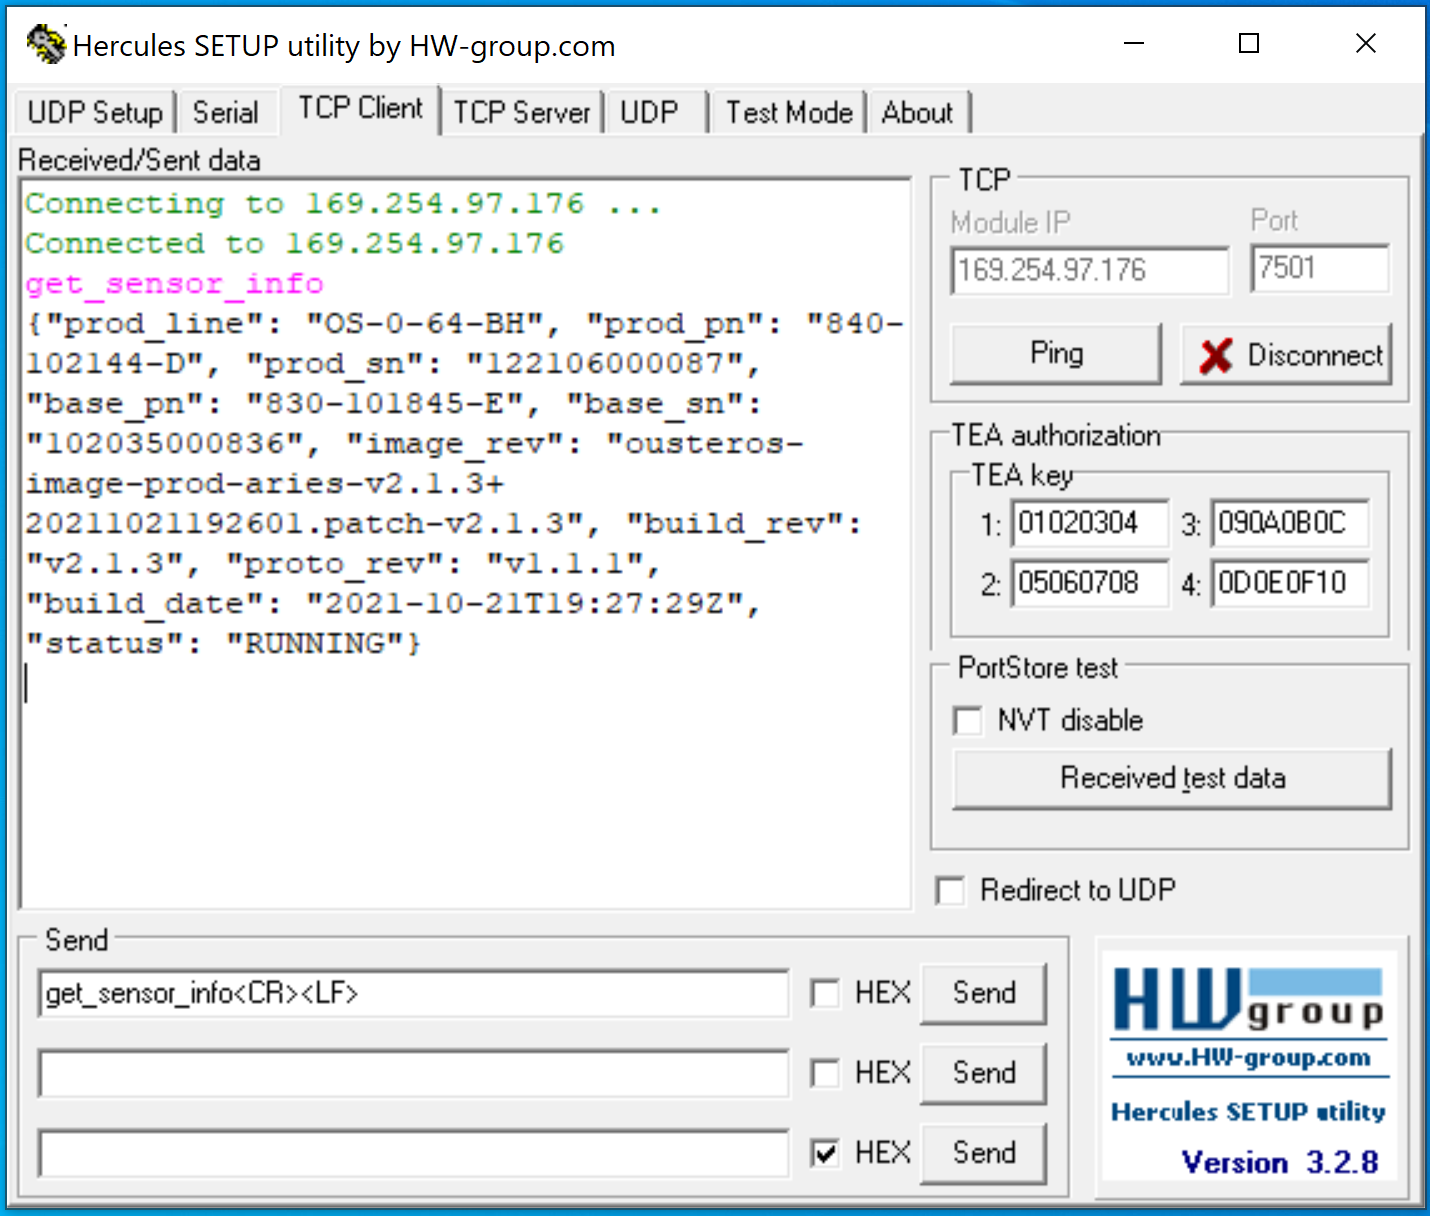 Hercules SETUP utility by HW-group.com
UDP Setup Serial TCP Client TCP Server UDP Test Mode About
Received/Sent data
Connecting to 169.254.97.176 ...
Connected to 169.254.97.176
get_sensor_info
{"prod_line": "OS-0-64-BH", "prod_pn": "840-
102144-D", "prod_sn": "122106000087",
"base_pn": "830-101845-E", "base_sn":
"102035000836", "image_rev": "ousteros-
image-prod-aries-v2.1.3+
20211021192601.patch-v2.1.3", "build_rev":
"v2.1.3", "proto_rev": "v1.1.1",
"build_date": "2021-10-21T19:27:29Z",
"status": "RUNNING"}
TCP
Module IP Port
169.254.97.176 7501
Ping Disconnect
TEA authorization
TEA key
1: 01020304 3: 090A0B0C
2: 05060708 4: 0D0E0F10
PortStore test
NVT disable
Received test data
Redirect to UDP
Send
get_sensor_info<CR><LF> HEX Send
HEX Send
HEX Send
HWgroup
www.HW-group.com
Hercules SETUP utility
Version 3.2.8